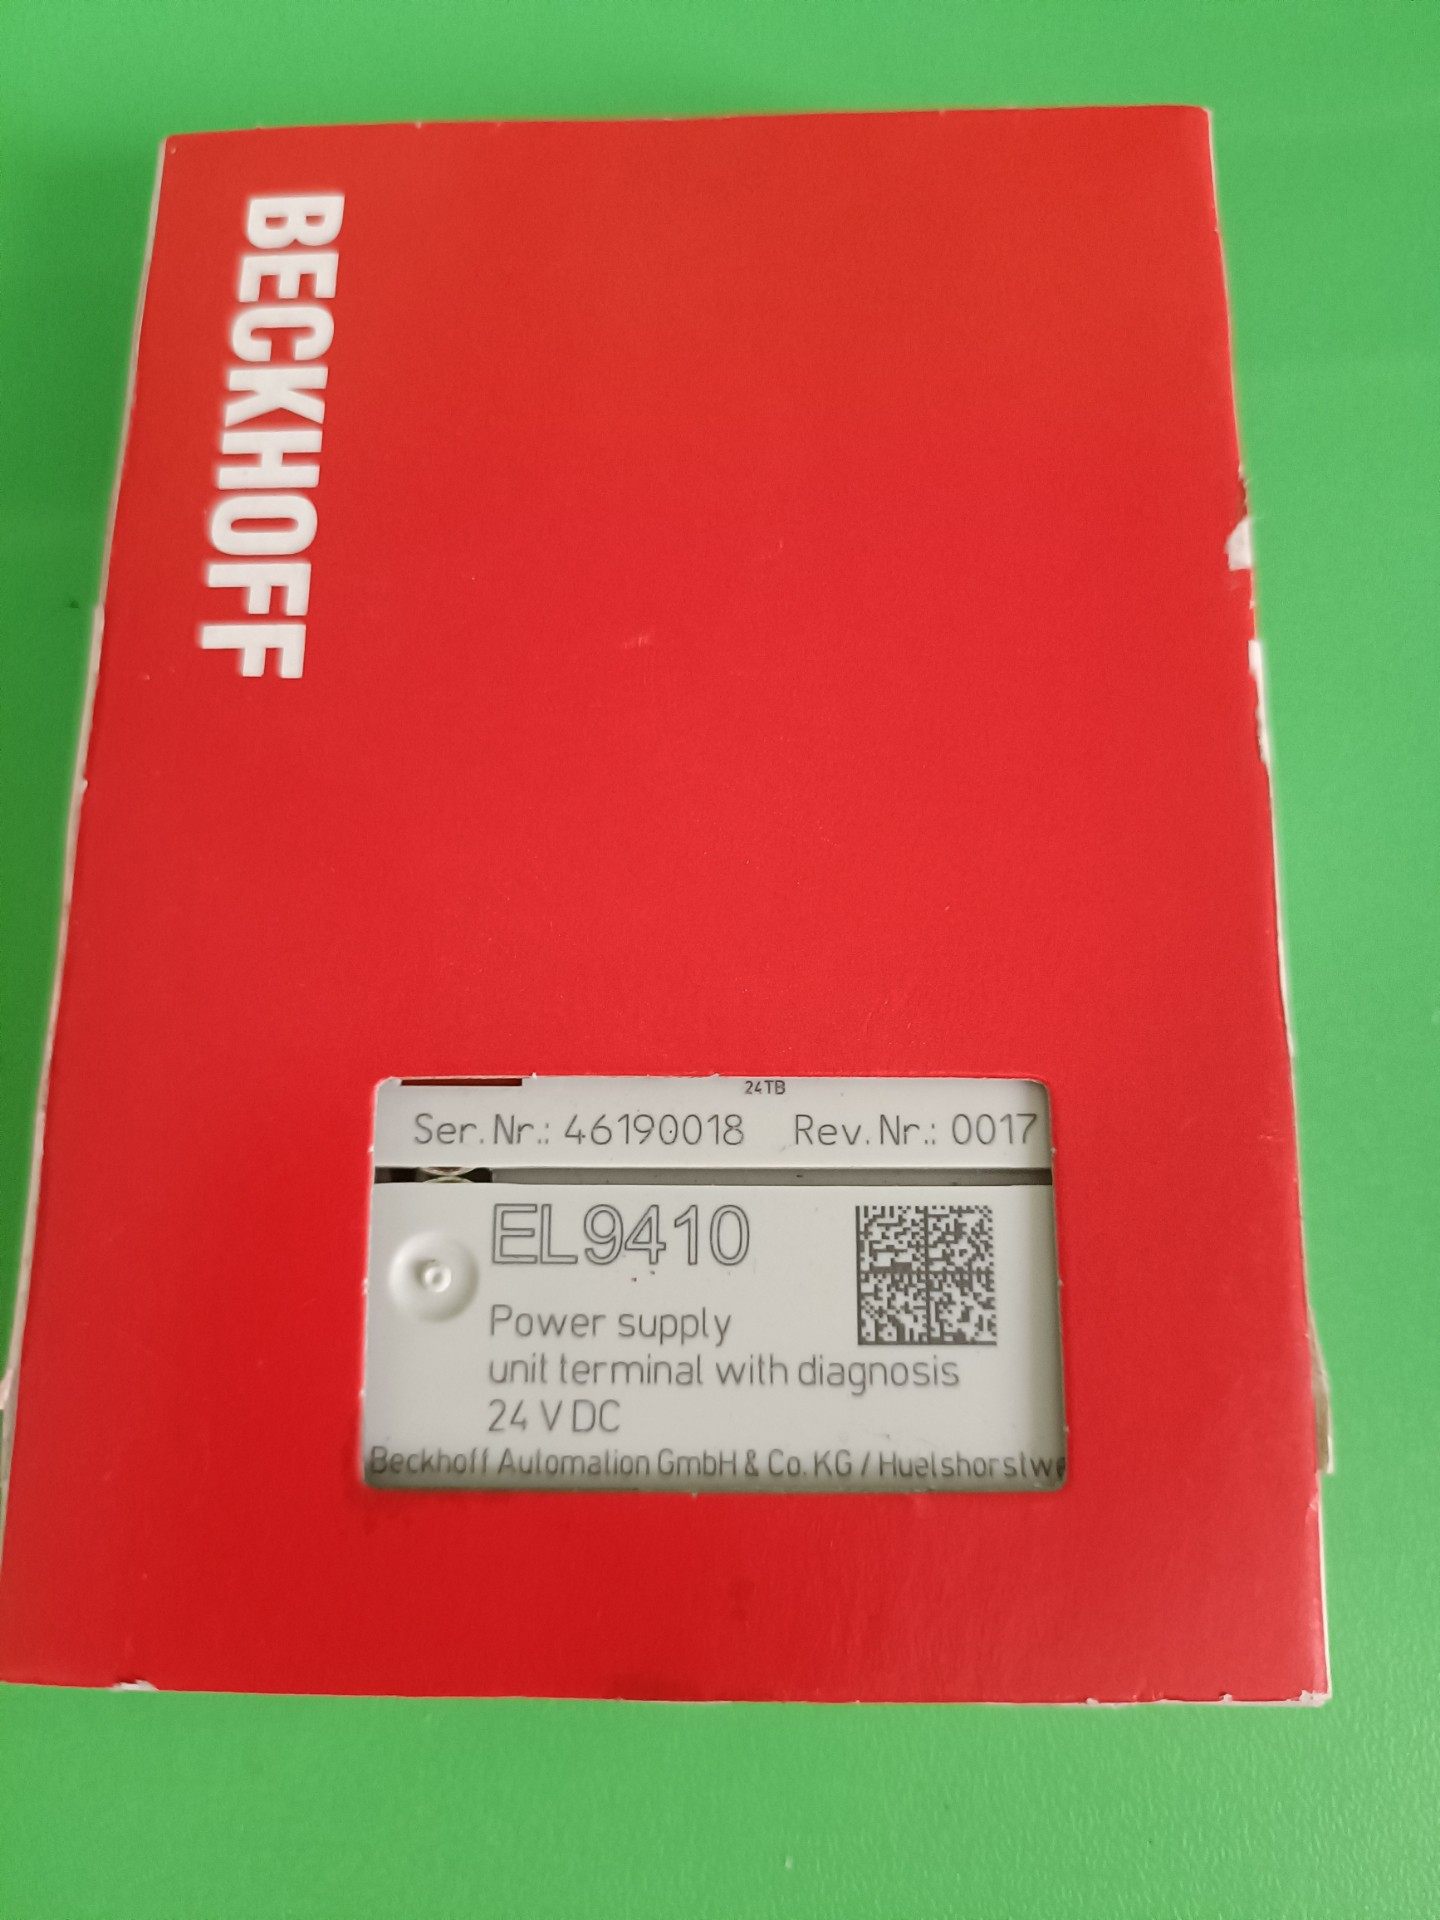 BECKHOFF
24TB
Ser.Nr.: 46190018 Rev.Nr.: 0017
EL9410
Power supply
unit terminal with diagnosis
24 V DC
Beckhoff Automation GmbH & Co. KG / Huelshorstwe